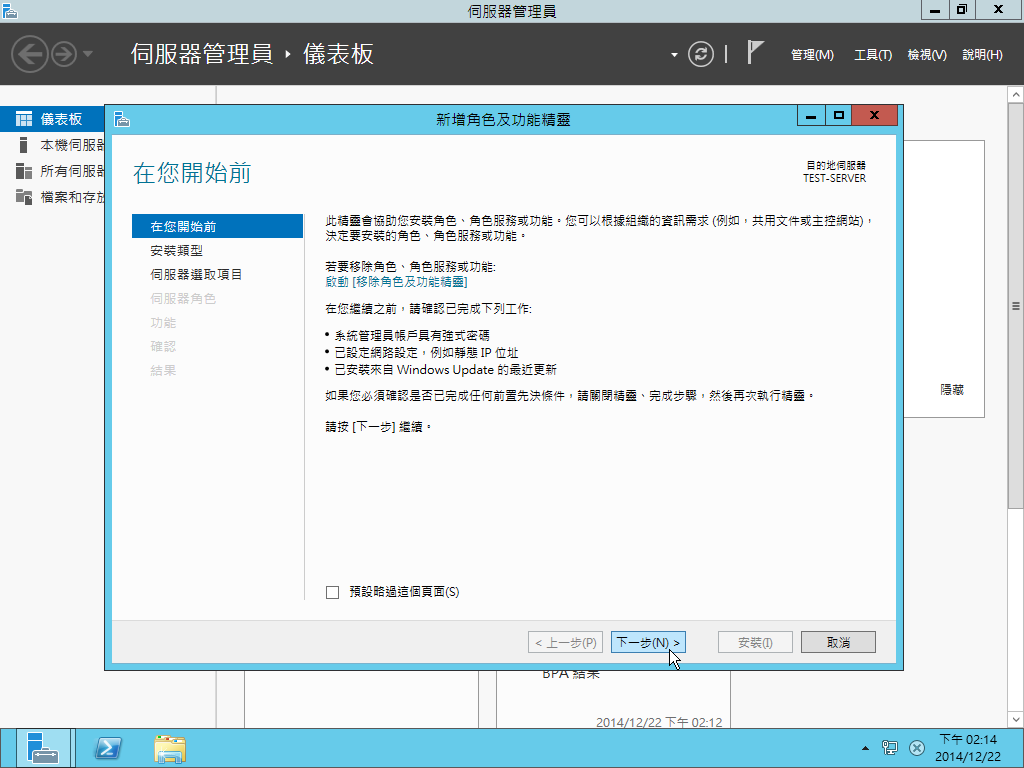 伺服器管理員
伺服器管理員 ‣ 儀表板
管理(M) 工具(T) 檢視(V) 說明(H)
儀表板
本機伺服器
所有伺服器
檔案和存放
新增角色及功能精靈
在您開始前
目的地伺服器
TEST-SERVER
在您開始前
安裝類型
伺服器選取項目
伺服器角色
功能
確認
結果
此精靈會協助您安裝角色、角色服務或功能。您可以根據組織的資訊需求 (例如，共用文件或主控網站)，
決定要安裝的角色、角色服務或功能。
若要移除角色、角色服務或功能:
啟動 [移除角色及功能精靈]
在您繼續之前，請確認已完成下列工作:
• 系統管理員帳戶具有強式密碼
• 已設定網路設定，例如靜態 IP 位址
• 已安裝來自 Windows Update 的最近更新
如果您必須確認是否已完成任何前置先決條件，請關閉精靈、完成步驟，然後再次執行精靈。
請按 [下一步] 繼續。
預設略過這個頁面(S)
< 上一步(P) 下一步(N) > 安裝(I) 取消
隱藏
BPA 結果
2014/12/22 下午 02:12
下午 02:14
2014/12/22